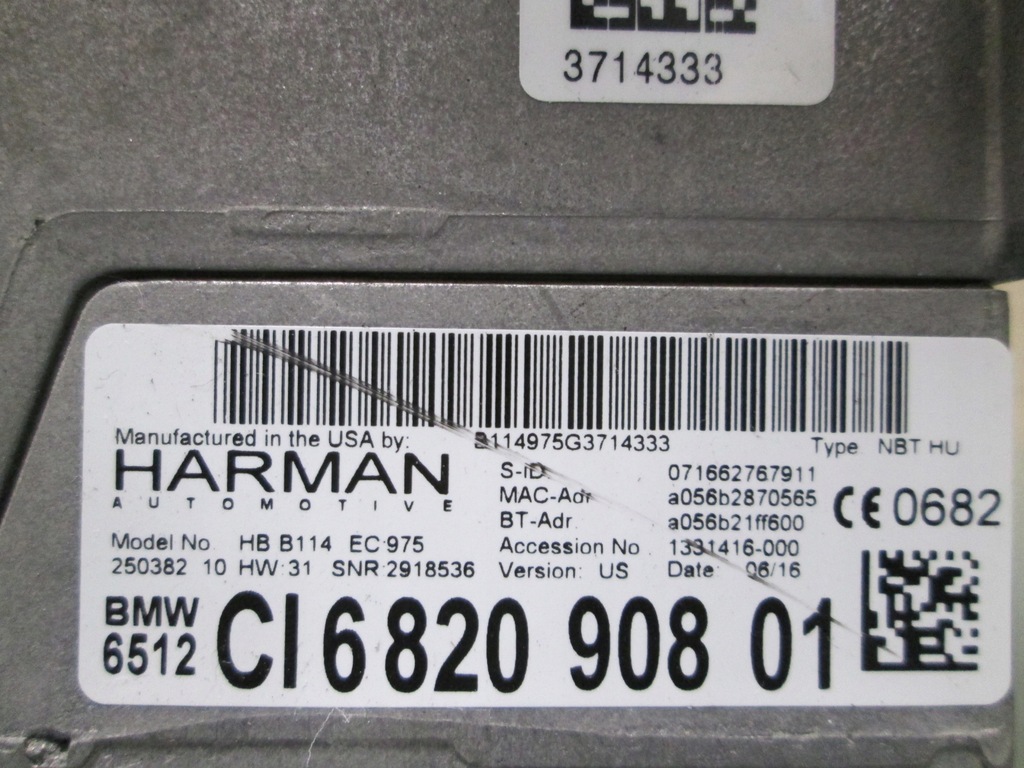 3714333
Manufactured in the USA by: B114975G3714333 Type NBT HU
HARMAN
AUTOMOTIVE
S-ID 071662767911
MAC-Adr a056b2870565
BT-Adr. a056b21ff600
CE 0682
Model No. HB B114 EC:975 Accession No 1331416-000
250382 10 HW:31 SNR:2918536 Version: US Date: 06/16
BMW
6512
CI 6 820 908 01